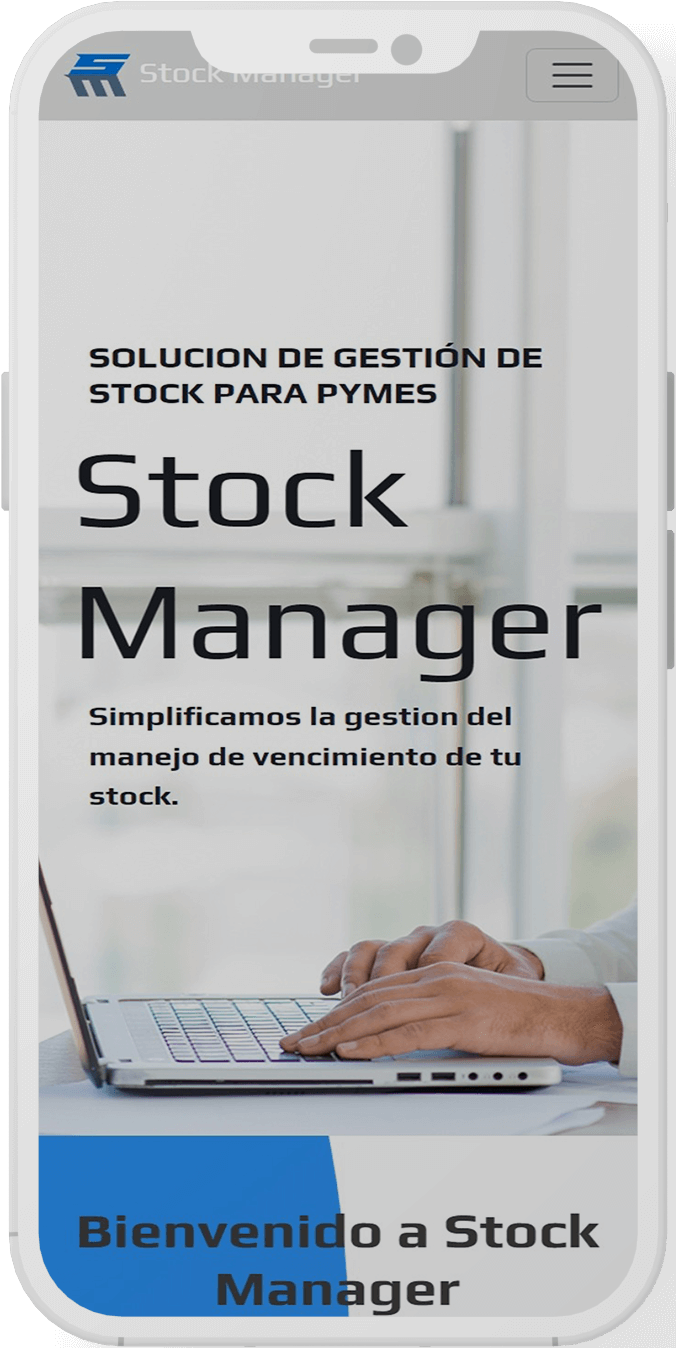 Stock Manager
SOLUCION DE GESTIÓN DE
STOCK PARA PYMES
Stock
Manager
Simplificamos la gestion del
manejo de vencimiento de tu
stock.
Bienvenido a Stock
Manager